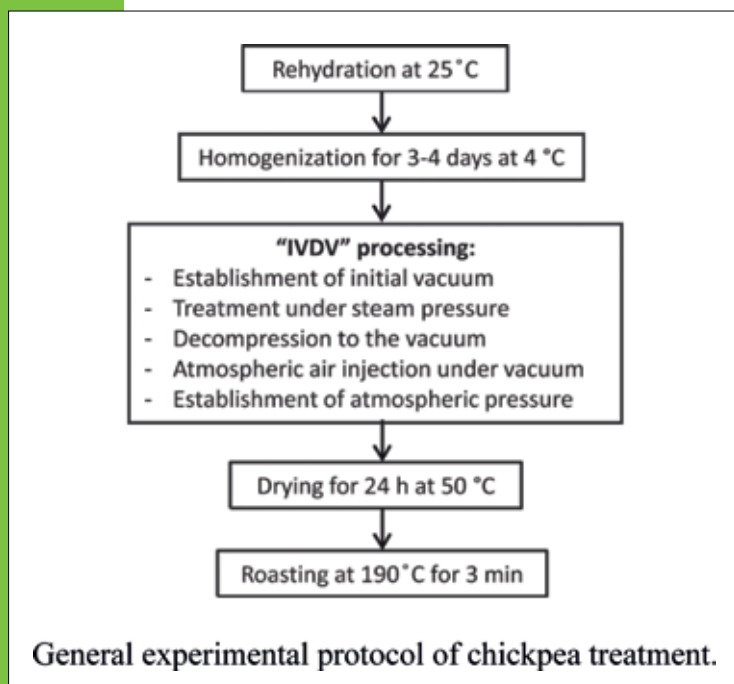 Rehydration at 25˚C
Homogenization for 3-4 days at 4 °C
“IVDV” processing:
- Establishment of initial vacuum
- Treatment under steam pressure
- Decompression to the vacuum
- Atmospheric air injection under vacuum
- Establishment of atmospheric pressure
Drying for 24 h at 50 °C
Roasting at 190˚C for 3 min
General experimental protocol of chickpea treatment.